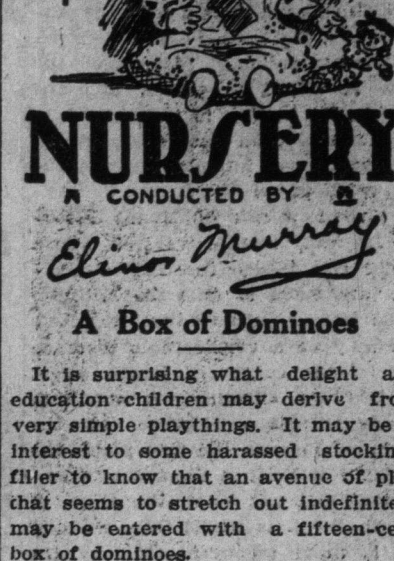 NURSERY
CONDUCTED BY
Elinor Murray
A Box of Dominoes
It is surprising what delight a
education children may derive fro
very simple playthings. It may be
interest to some harassed stockin
filler to know that an avenue of pl
that seems to stretch out indefinite
may be entered with a fifteen-ce
box of dominoes.